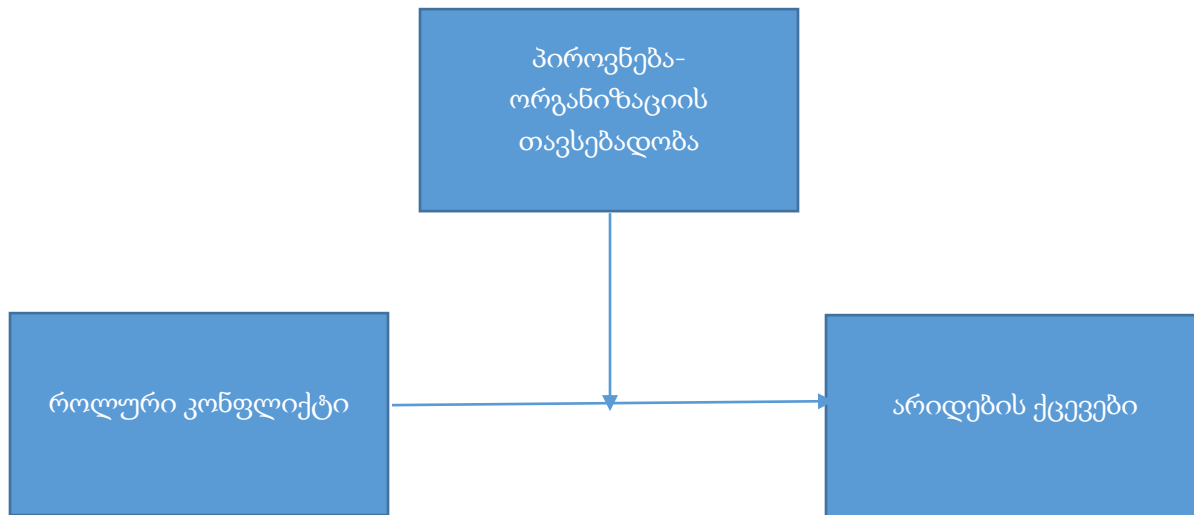 პიროვნება-
ორგანიზაციის
თავსებადობა
როლური კონფლიქტი
არიდების ქცევები